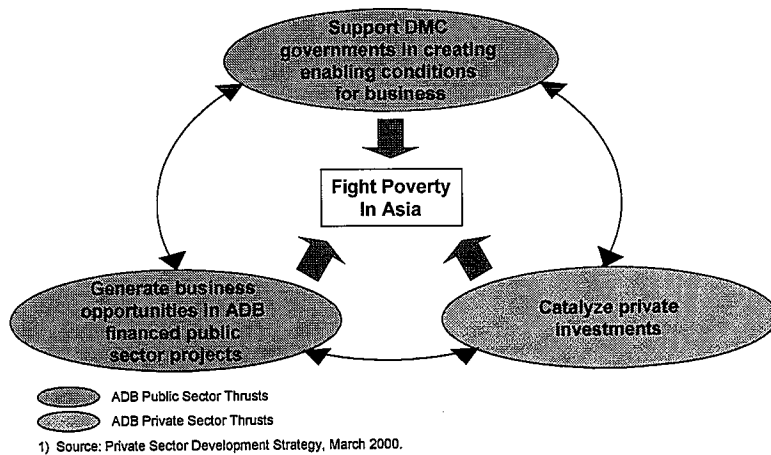 Support DMC
governments in creating
enabling conditions
for business
Fight Poverty
In Asia
Generate business
opportunities in ADB
financed public
sector projects
Catalyze private
investments
ADB Public Sector Thrusts
ADB Private Sector Thrusts
1) Source: Private Sector Development Strategy, March 2000.